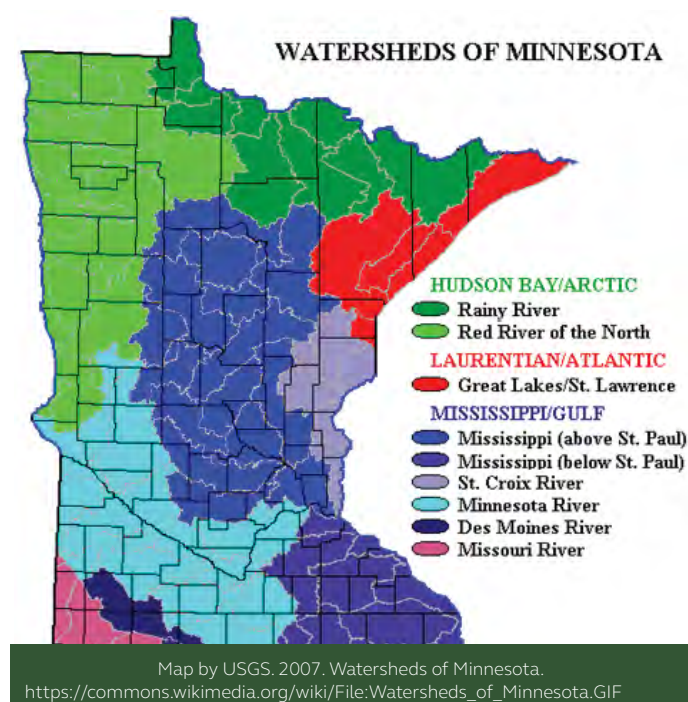 WATERSHEDS OF MINNESOTA
HUDSON BAY/ARCTIC
Rainy River
Red River of the North
LAURENTIAN/ATLANTIC
Great Lakes/St. Lawrence
MISSISSIPPI/GULF
Mississippi (above St. Paul)
Mississippi (below St. Paul)
St. Croix River
Minnesota River
Des Moines River
Missouri River
Map by USGS. 2007. Watersheds of Minnesota.
https://commons.wikimedia.org/wiki/File:Watersheds_of_Minnesota.GIF